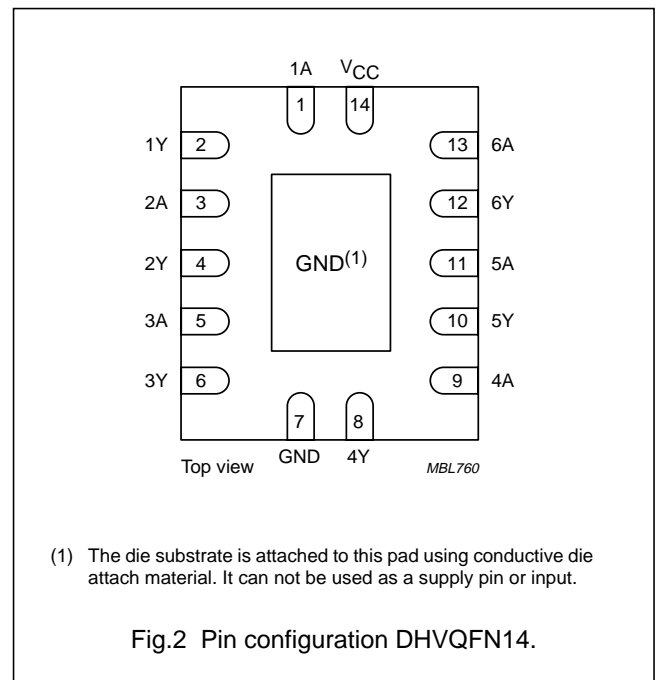 1A VCC
1 14
1Y 2 13 6A
2A 3 12 6Y
2Y 4 GND(1) 11 5A
3A 5 10 5Y
3Y 6 9 4A
7 8
Top view GND 4Y MBL760
(1) The die substrate is attached to this pad using conductive die
attach material. It can not be used as a supply pin or input.
Fig.2 Pin configuration DHVQFN14.